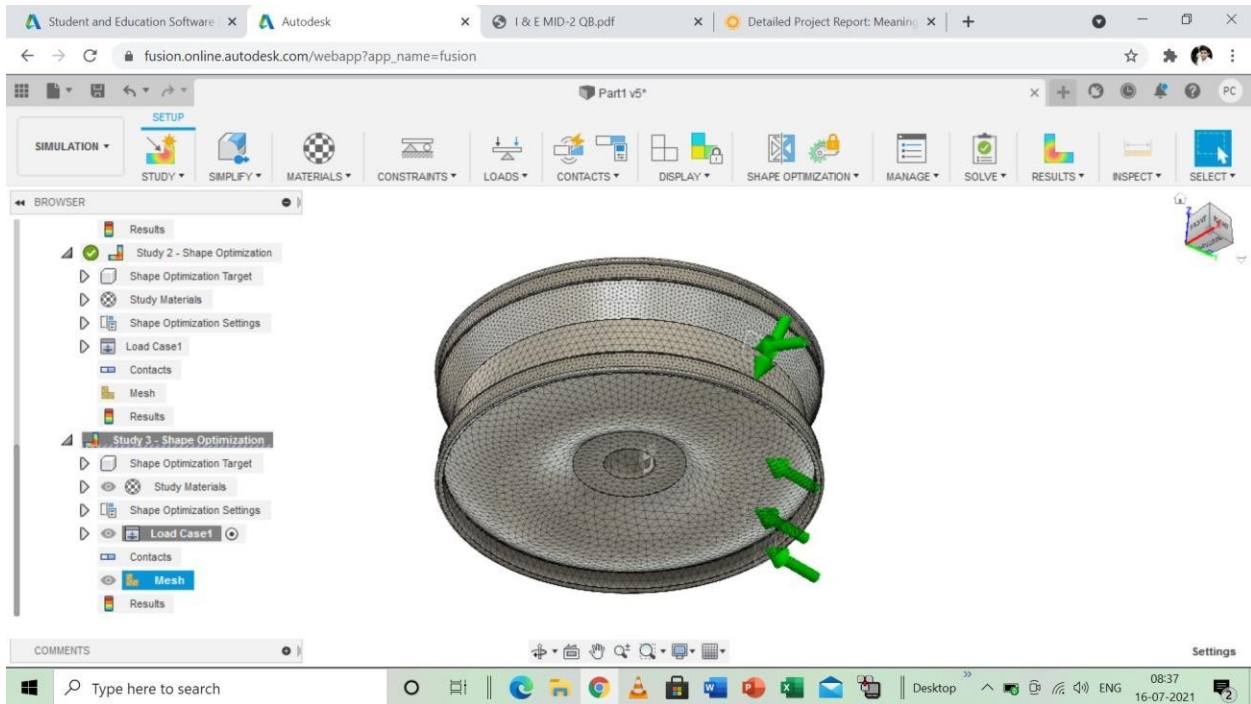 Student and Education Software
Autodesk
I & E MID-2 QB.pdf
Detailed Project Report: Meaning
fusion.online.autodesk.com/webapp?app_name=fusion
Part1 v5*
PC
SETUP
SIMULATION
STUDY
SIMPLIFY
MATERIALS
CONSTRAINTS
LOADS
CONTACTS
DISPLAY
SHAPE OPTIMIZATION
MANAGE
SOLVE
RESULTS
INSPECT
SELECT
BROWSER
Results
Study 2 - Shape Optimization
Shape Optimization Target
Study Materials
Shape Optimization Settings
Load Case1
Contacts
Mesh
Results
Study 3 - Shape Optimization
Shape Optimization Target
Study Materials
Shape Optimization Settings
Load Case1
Contacts
Mesh
Results
Z
FRONT
COMMENTS
Settings
Type here to search
Desktop
ENG
08:37
16-07-2021
2